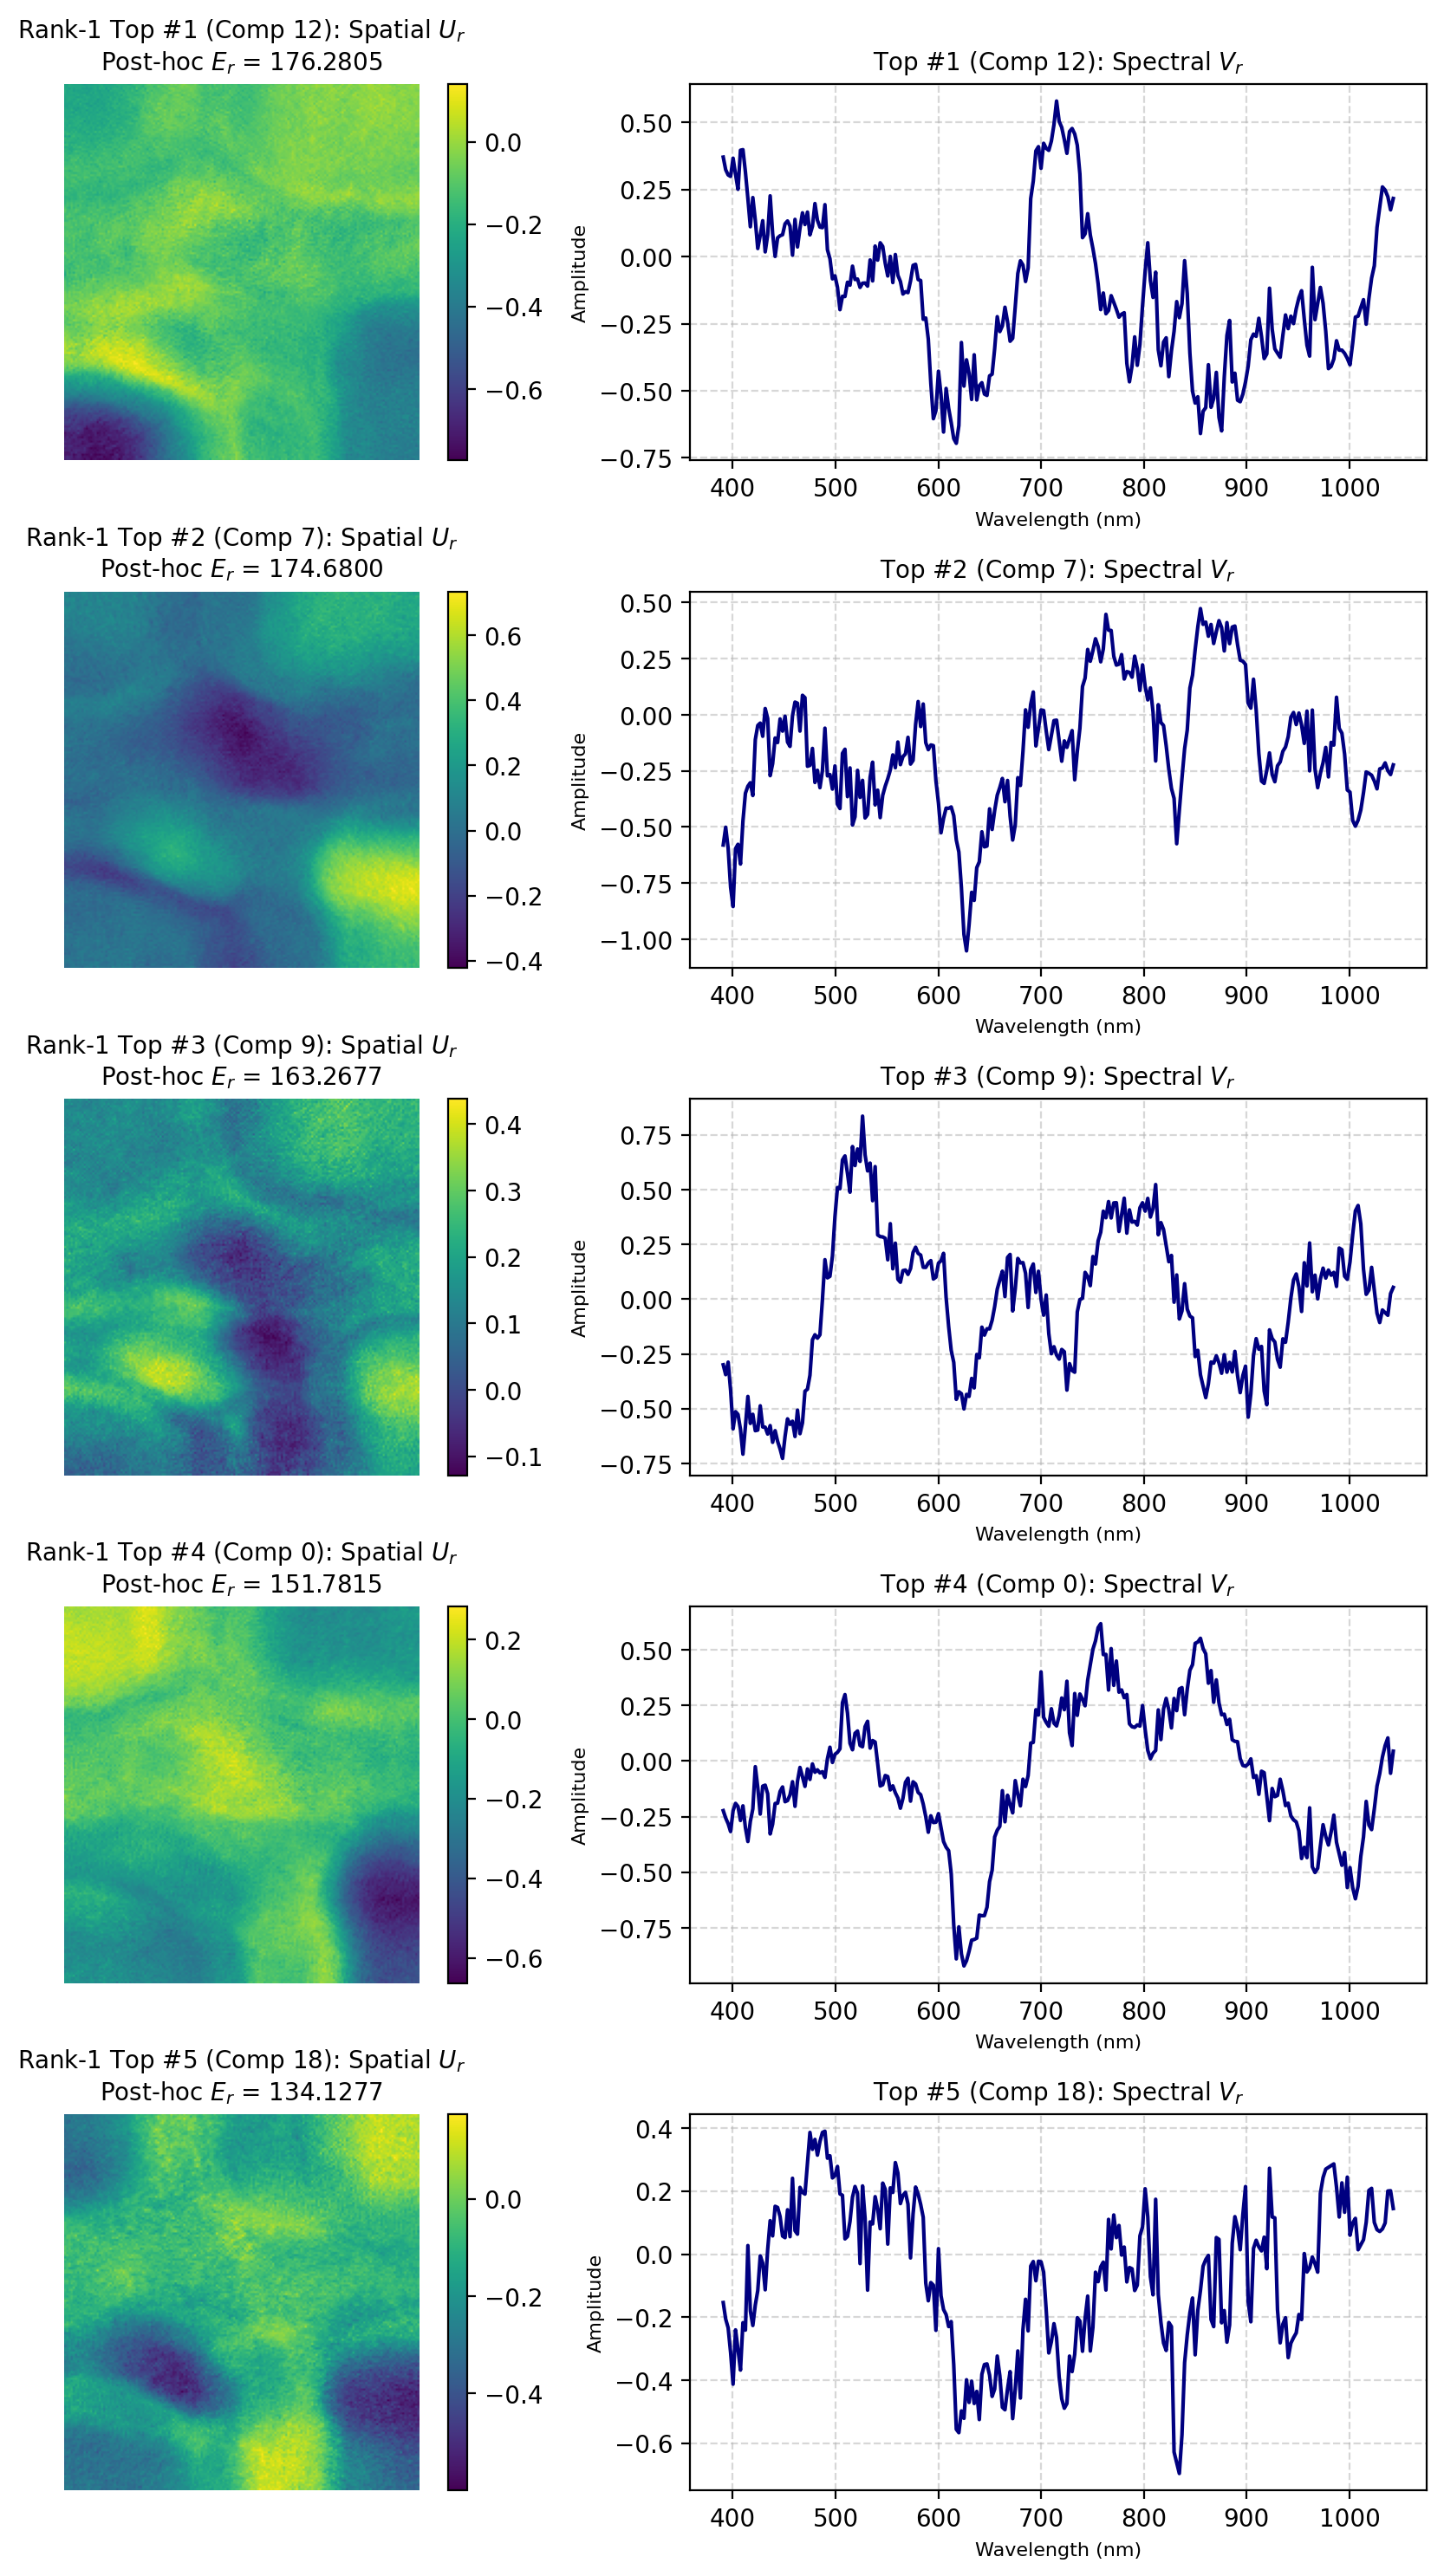 Rank-1 Top #1 (Comp 12): Spatial U_r
Post-hoc E_r = 176.2805
0.0
−0.2
−0.4
−0.6
Top #1 (Comp 12): Spectral V_r
Amplitude
0.50
0.25
0.00
−0.25
−0.50
−0.75
400 500 600 700 800 900 1000
Wavelength (nm)
Rank-1 Top #2 (Comp 7): Spatial U_r
Post-hoc E_r = 174.6800
0.6
0.4
0.2
0.0
−0.2
−0.4
Top #2 (Comp 7): Spectral V_r
Amplitude
0.50
0.25
0.00
−0.25
−0.50
−0.75
−1.00
400 500 600 700 800 900 1000
Wavelength (nm)
Rank-1 Top #3 (Comp 9): Spatial U_r
Post-hoc E_r = 163.2677
0.4
0.3
0.2
0.1
0.0
−0.1
Top #3 (Comp 9): Spectral V_r
Amplitude
0.75
0.50
0.25
0.00
−0.25
−0.50
−0.75
400 500 600 700 800 900 1000
Wavelength (nm)
Rank-1 Top #4 (Comp 0): Spatial U_r
Post-hoc E_r = 151.7815
0.2
0.0
−0.2
−0.4
−0.6
Top #4 (Comp 0): Spectral V_r
Amplitude
0.50
0.25
0.00
−0.25
−0.50
−0.75
400 500 600 700 800 900 1000
Wavelength (nm)
Rank-1 Top #5 (Comp 18): Spatial U_r
Post-hoc E_r = 134.1277
0.0
−0.2
−0.4
Top #5 (Comp 18): Spectral V_r
Amplitude
0.4
0.2
0.0
−0.2
−0.4
−0.6
400 500 600 700 800 900 1000
Wavelength (nm)